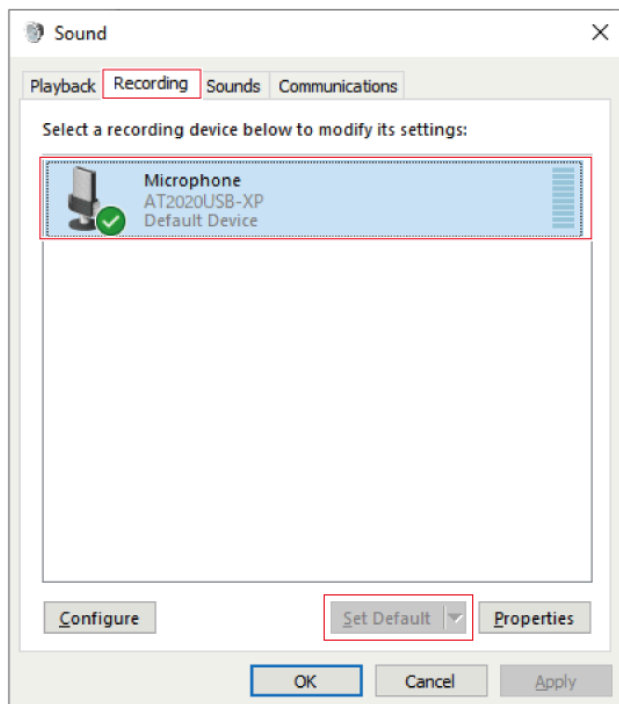 Sound
Playback Recording Sounds Communications
Select a recording device below to modify its settings:
Microphone
AT2020USB-XP
Default Device
Configure Set Default Properties
OK Cancel Apply